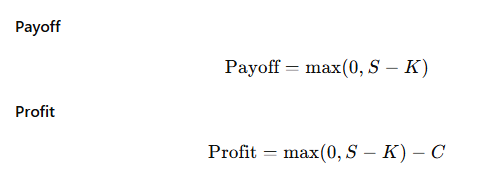 Payoff
Payoff = max(0, S − K)
Profit
Profit = max(0, S − K) − C